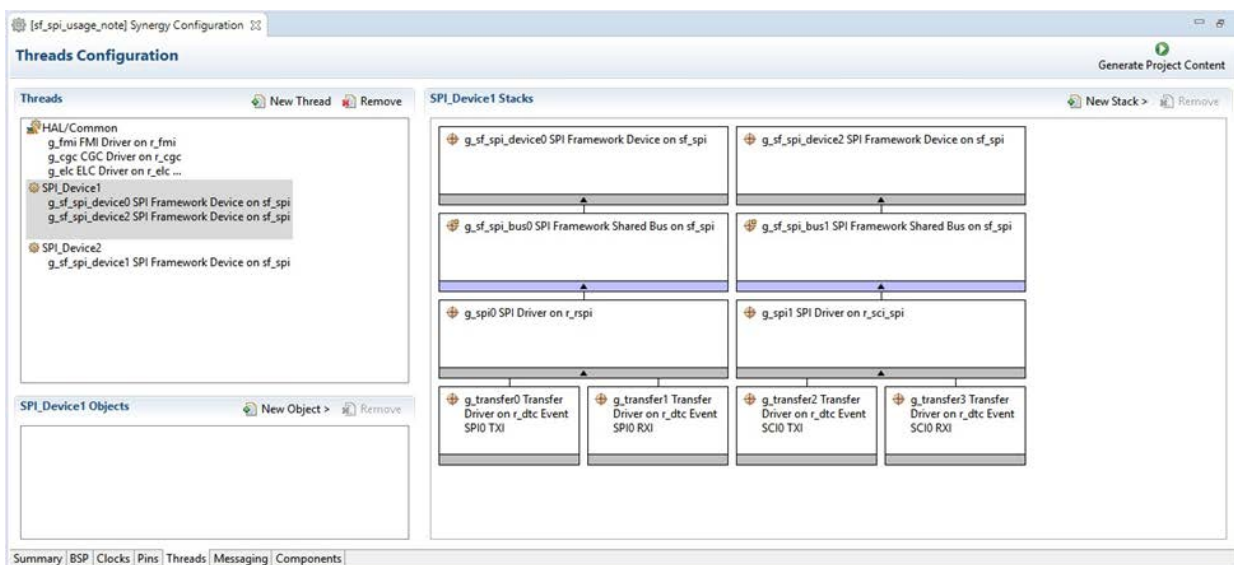 [sf_spi_usage_note] Synergy Configuration
Threads Configuration
Generate Project Content
Threads
New Thread
Remove
HAL/Common
g_fmi FMI Driver on r_fmi
g_cgc CGC Driver on r_cgc
g_elc ELC Driver on r_elc ...
SPI_Device1
g_sf_spi_device0 SPI Framework Device on sf_spi
g_sf_spi_device2 SPI Framework Device on sf_spi
SPI_Device2
g_sf_spi_device1 SPI Framework Device on sf_spi
SPI_Device1 Objects
New Object >
Remove
SPI_Device1 Stacks
New Stack >
Remove
g_sf_spi_device0 SPI Framework Device on sf_spi
g_sf_spi_device2 SPI Framework Device on sf_spi
g_sf_spi_bus0 SPI Framework Shared Bus on sf_spi
g_sf_spi_bus1 SPI Framework Shared Bus on sf_spi
g_spi0 SPI Driver on r_rspi
g_spi1 SPI Driver on r_sci_spi
g_transfer0 Transfer
Driver on r_dtc Event
SPI0 TXI
g_transfer1 Transfer
Driver on r_dtc Event
SPI0 RXI
g_transfer2 Transfer
Driver on r_dtc Event
SCI0 TXI
g_transfer3 Transfer
Driver on r_dtc Event
SCI0 RXI
Summary BSP Clocks Pins Threads Messaging Components